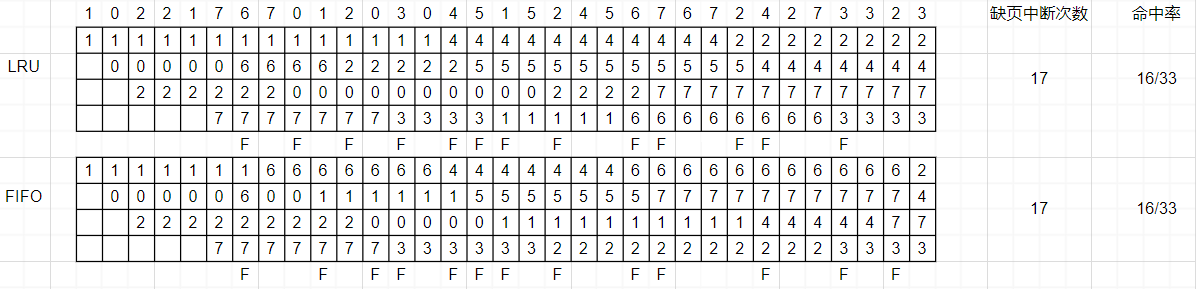 1 0 2 2 1 7 6 7 0 1 2 0 3 0 4 5 1 5 2 4 5 6 7 6 7 2 4 2 7 3 3 2 3 缺页中断次数 命中率
1 1 1 1 1 1 1 1 1 1 1 1 1 1 4 4 4 4 4 4 4 4 4 4 4 2 2 2 2 2 2 2 2
LRU 0 0 0 0 0 6 6 6 6 2 2 2 2 2 5 5 5 5 5 5 5 5 5 5 5 4 4 4 4 4 4 4
2 2 2 2 2 2 0 0 0 0 0 0 0 0 0 0 2 2 2 2 7 7 7 7 7 7 7 7 7 7 7 17 16/33
7 7 7 7 7 7 7 3 3 3 3 1 1 1 1 1 6 6 6 6 6 6 6 6 3 3 3 3
F F F F F F F F F F F F F
1 1 1 1 1 1 1 6 6 6 6 6 6 6 4 4 4 4 4 4 4 6 6 6 6 6 6 6 6 6 6 6 2
FIFO 0 0 0 0 0 6 0 0 1 1 1 1 1 1 5 5 5 5 5 5 5 7 7 7 7 7 7 7 7 7 7 4
2 2 2 2 2 2 2 2 2 0 0 0 0 0 1 1 1 1 1 1 1 1 1 1 4 4 4 4 4 7 7 17 16/33
7 7 7 7 7 7 7 3 3 3 3 3 3 2 2 2 2 2 2 2 2 2 2 2 3 3 3 3
F F F F F F F F F F F F F